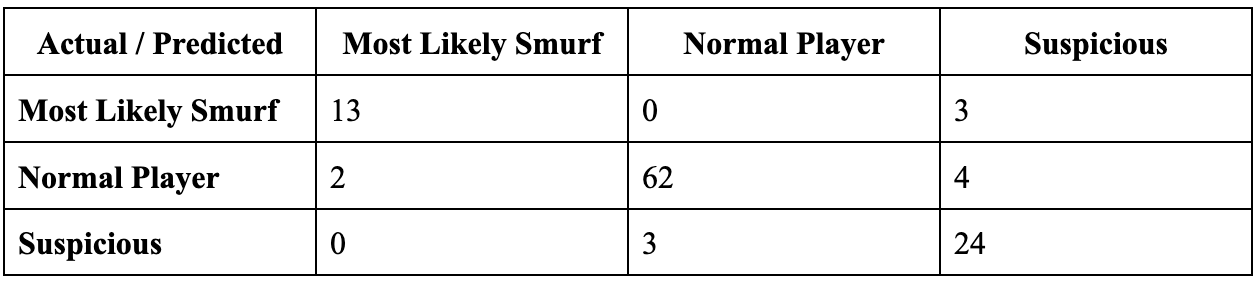 Actual / Predicted Most Likely Smurf Normal Player Suspicious
Most Likely Smurf 13 0 3
Normal Player 2 62 4
Suspicious 0 3 24